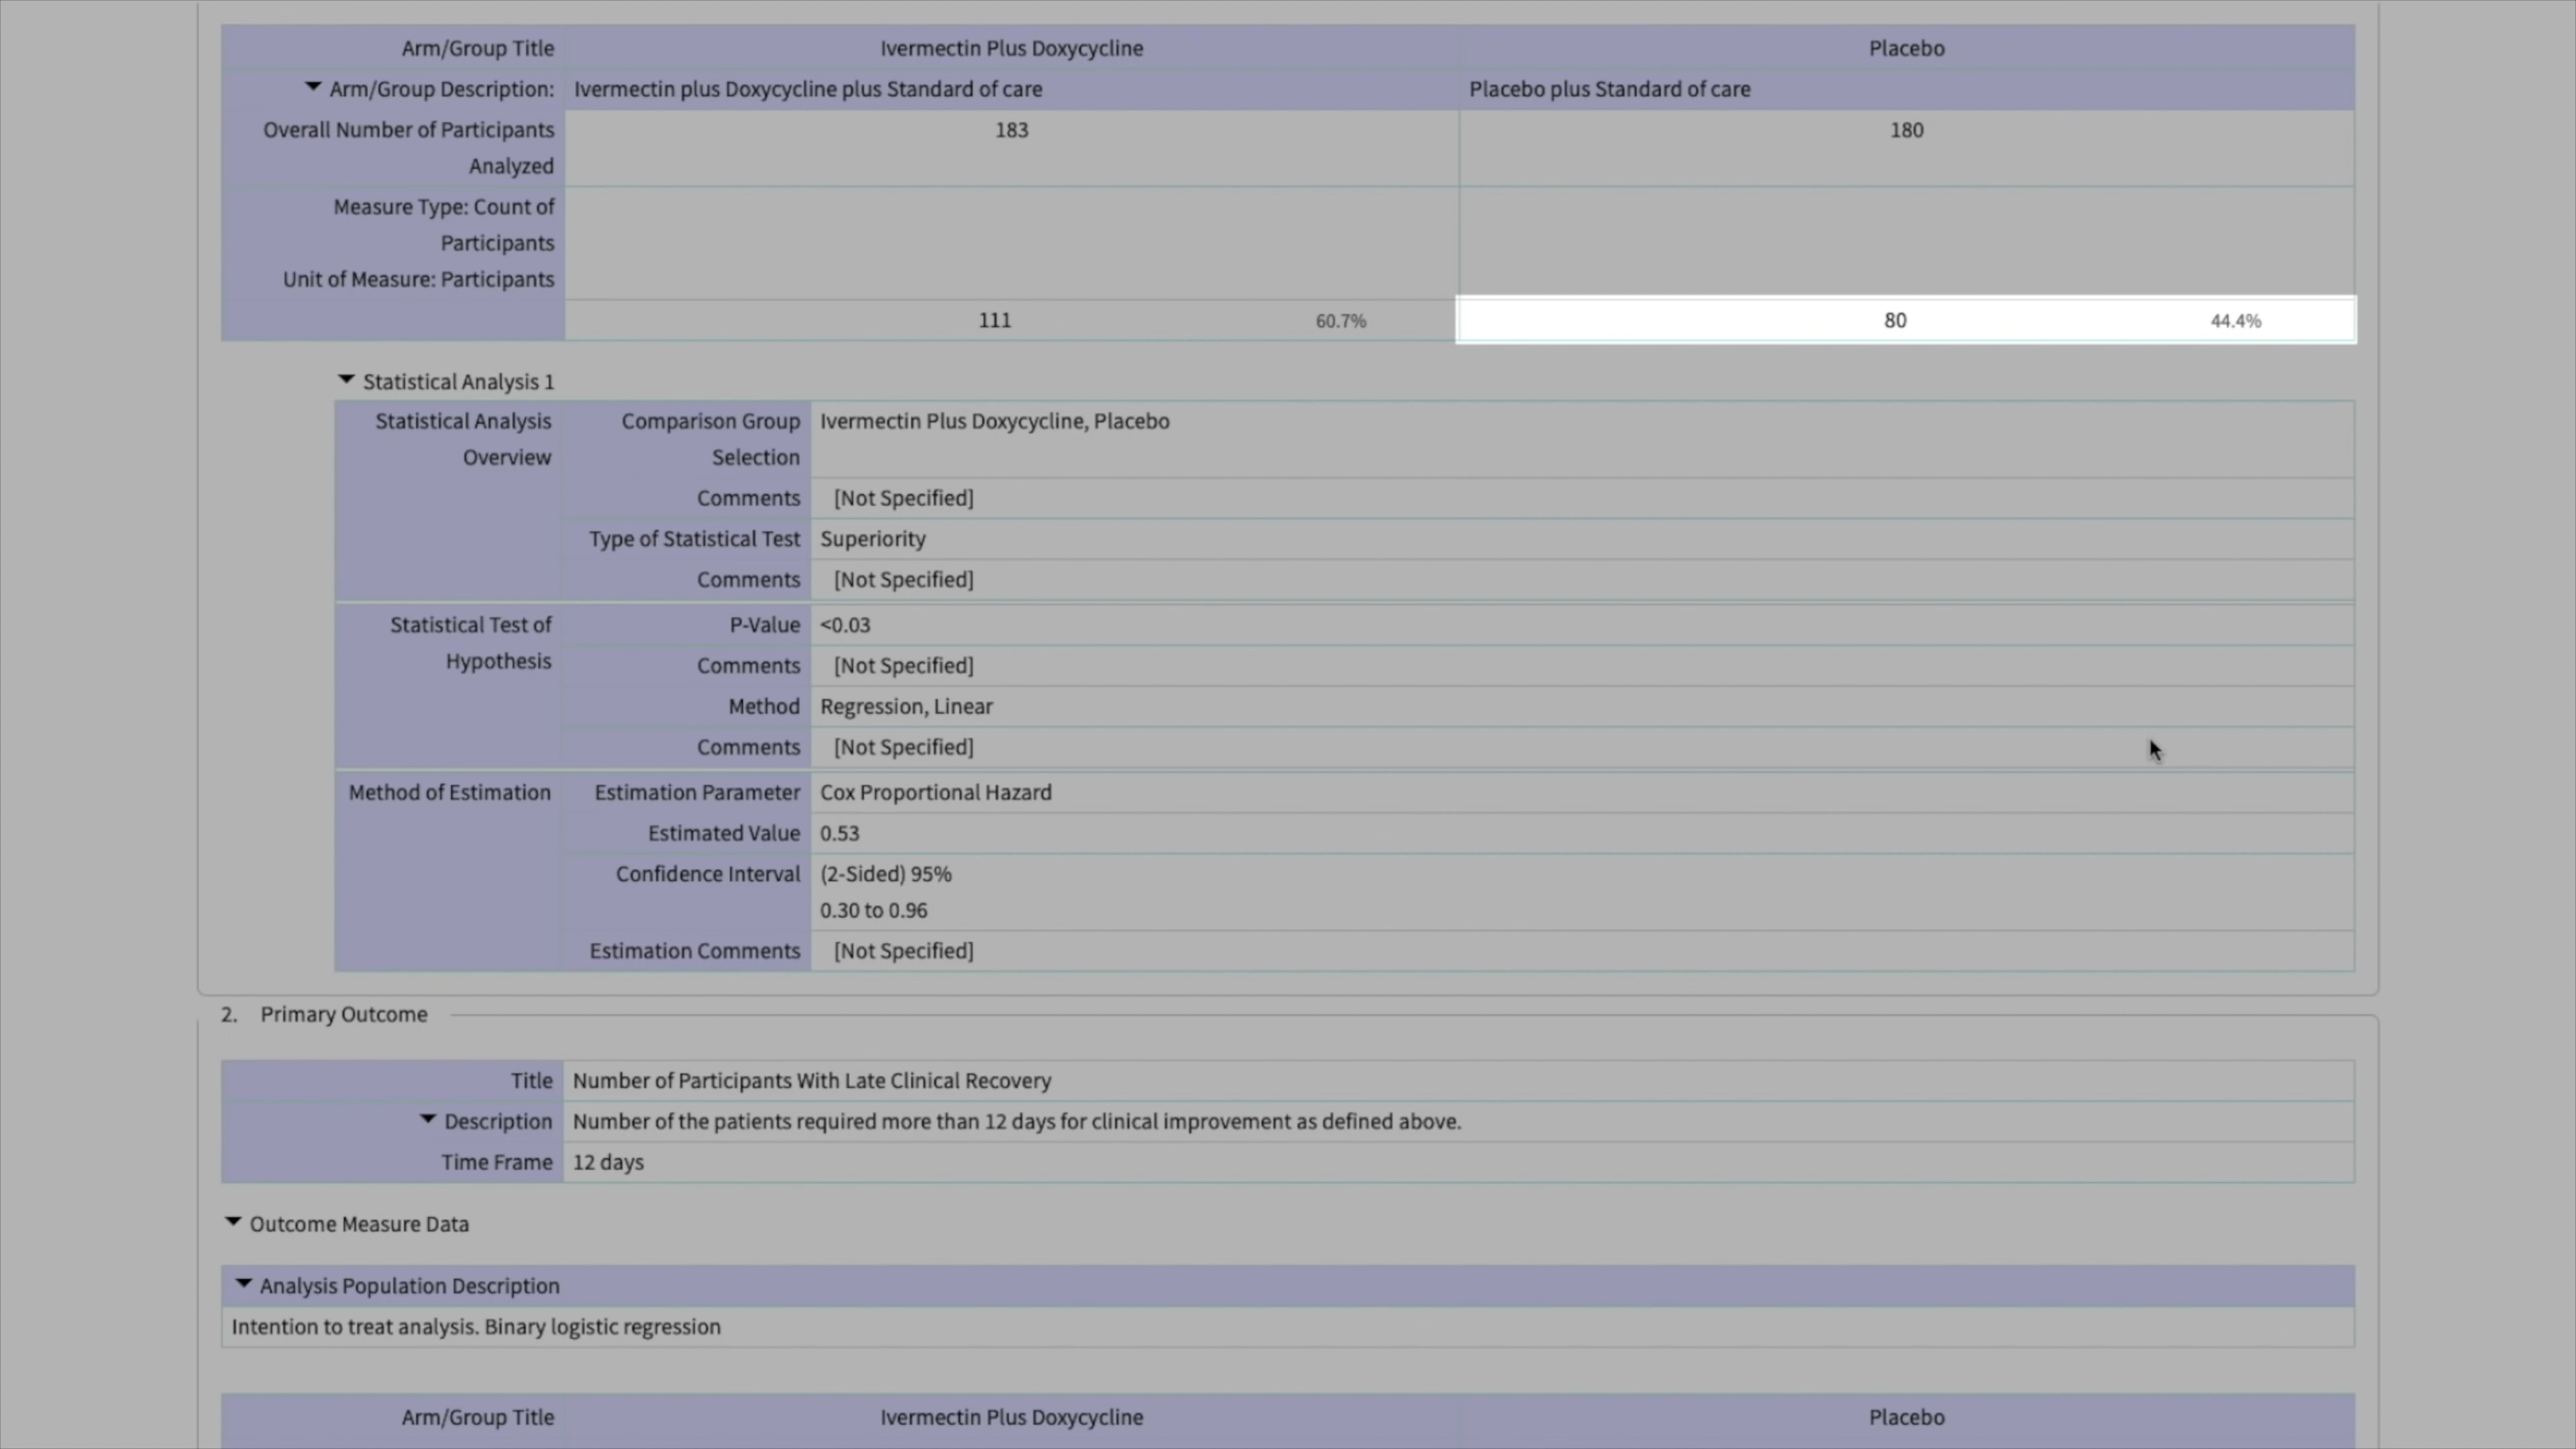 Arm/Group Title Ivermectin Plus Doxycycline Placebo
Arm/Group Description: Ivermectin plus Doxycycline plus Standard of care Placebo plus Standard of care
Overall Number of Participants 183 180
Analyzed
Measure Type: Count of
Participants
Unit of Measure: Participants
111 60.7% 80 44.4%
Statistical Analysis 1
Statistical Analysis Comparison Group Ivermectin Plus Doxycycline, Placebo
Overview Selection
Comments [Not Specified]
Type of Statistical Test Superiority
Comments [Not Specified]
Statistical Test of P-Value <0.03
Hypothesis Comments [Not Specified]
Method Regression, Linear
Comments [Not Specified]
Method of Estimation Estimation Parameter Cox Proportional Hazard
Estimated Value 0.53
Confidence Interval (2-Sided) 95%
0.30 to 0.96
Estimation Comments [Not Specified]
2. Primary Outcome
Title Number of Participants With Late Clinical Recovery
Description Number of the patients required more than 12 days for clinical improvement as defined above.
Time Frame 12 days
Outcome Measure Data
Analysis Population Description
Intention to treat analysis. Binary logistic regression
Arm/Group Title Ivermectin Plus Doxycycline Placebo